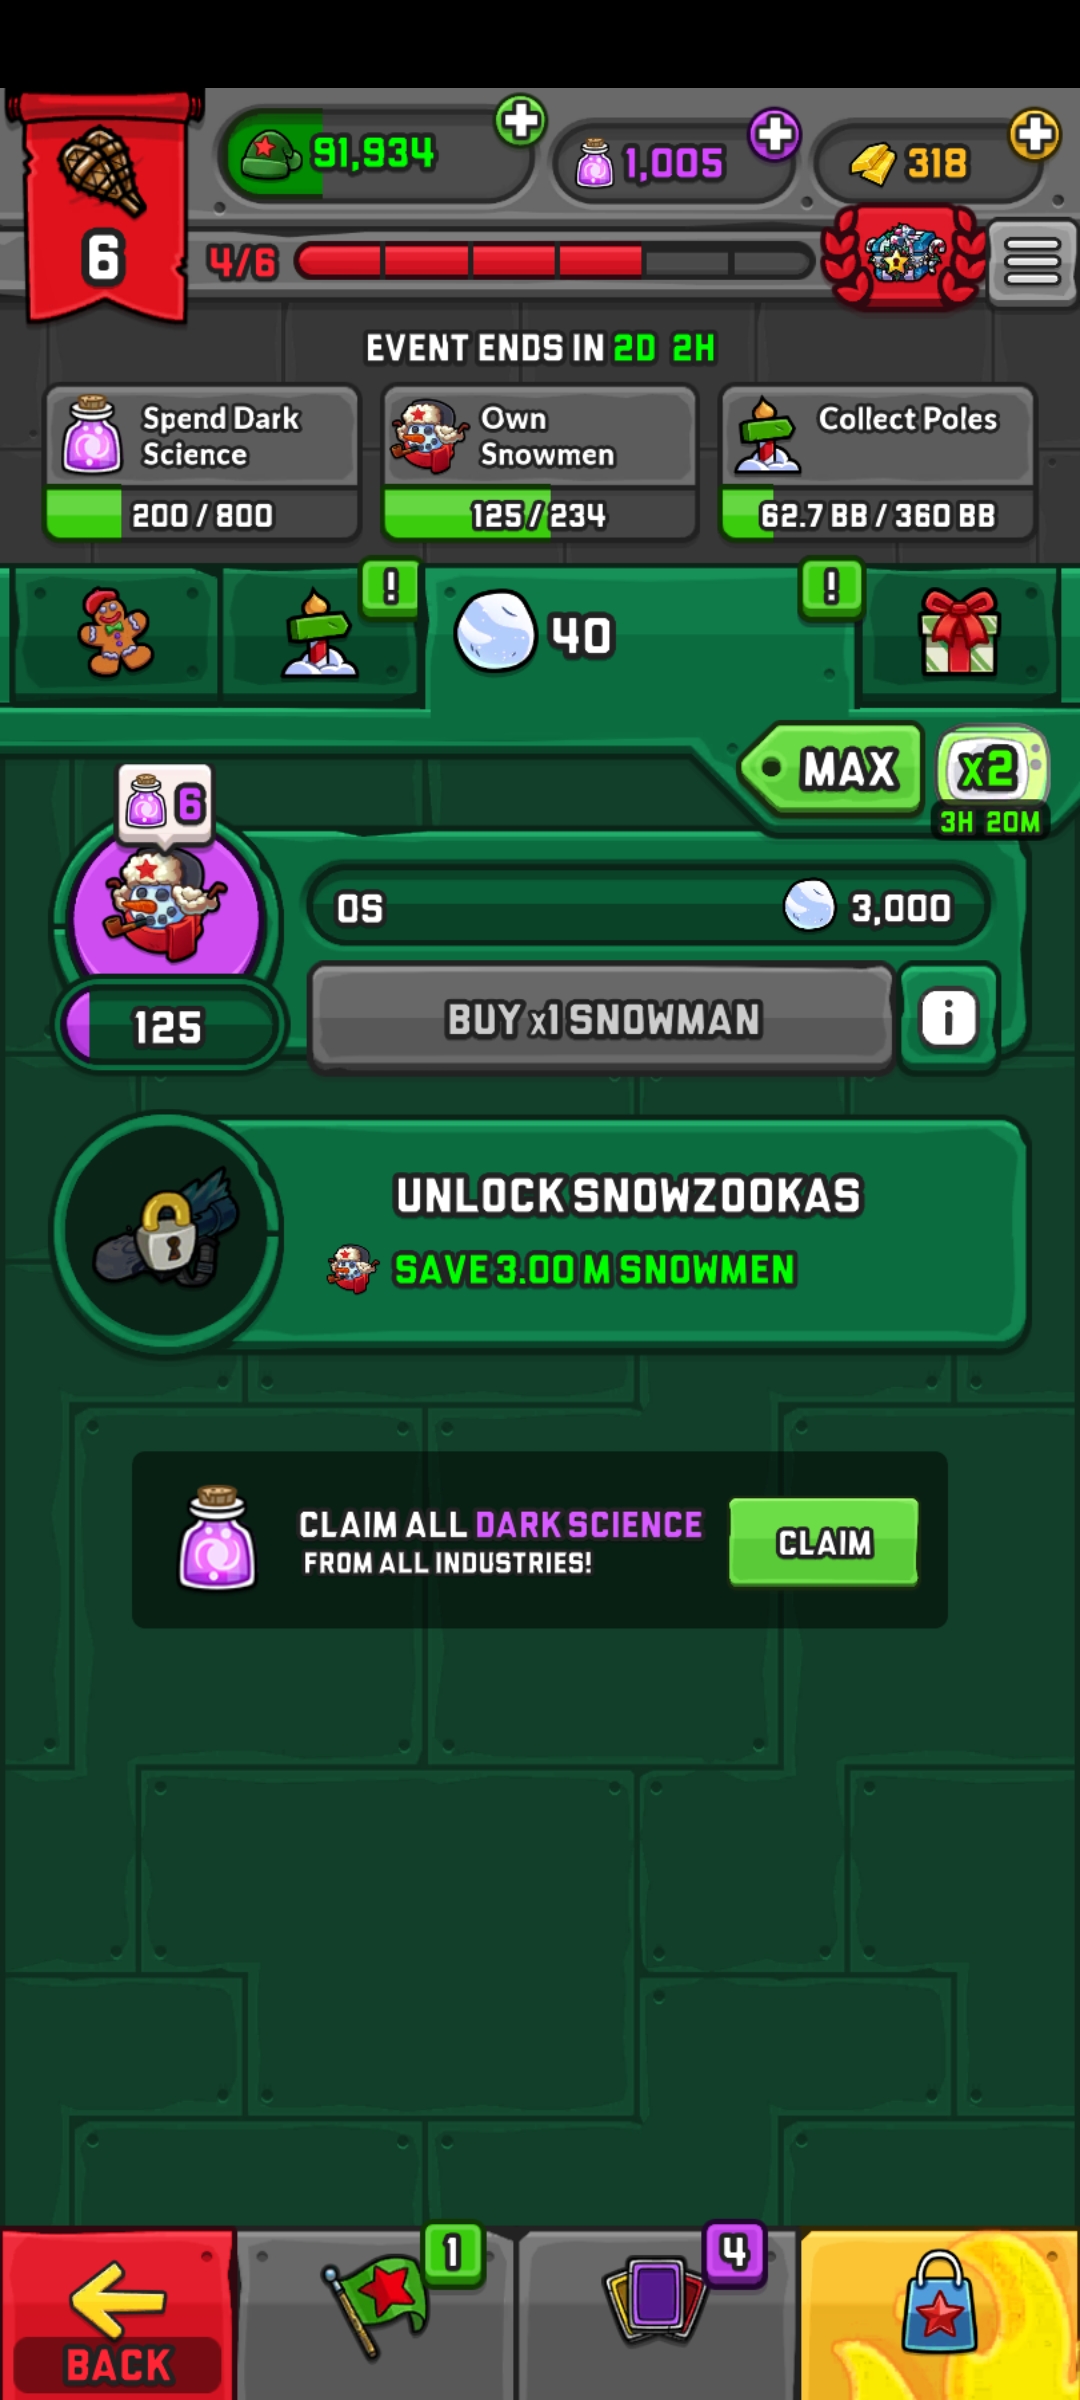 91,934
1,005
318
6
4/6
EVENT ENDS IN 2D 2H
Spend Dark
Science
200 / 800
Own
Snowmen
125 / 234
Collect Poles
62.7 BB / 360 BB
!
40
!
MAX
x2
3H 20M
6
0S
3,000
125
BUY x1 SNOWMAN
i
UNLOCK SNOWZOOKAS
SAVE 3.00 M SNOWMEN
CLAIM ALL DARK SCIENCE
FROM ALL INDUSTRIES!
CLAIM
1
4
BACK